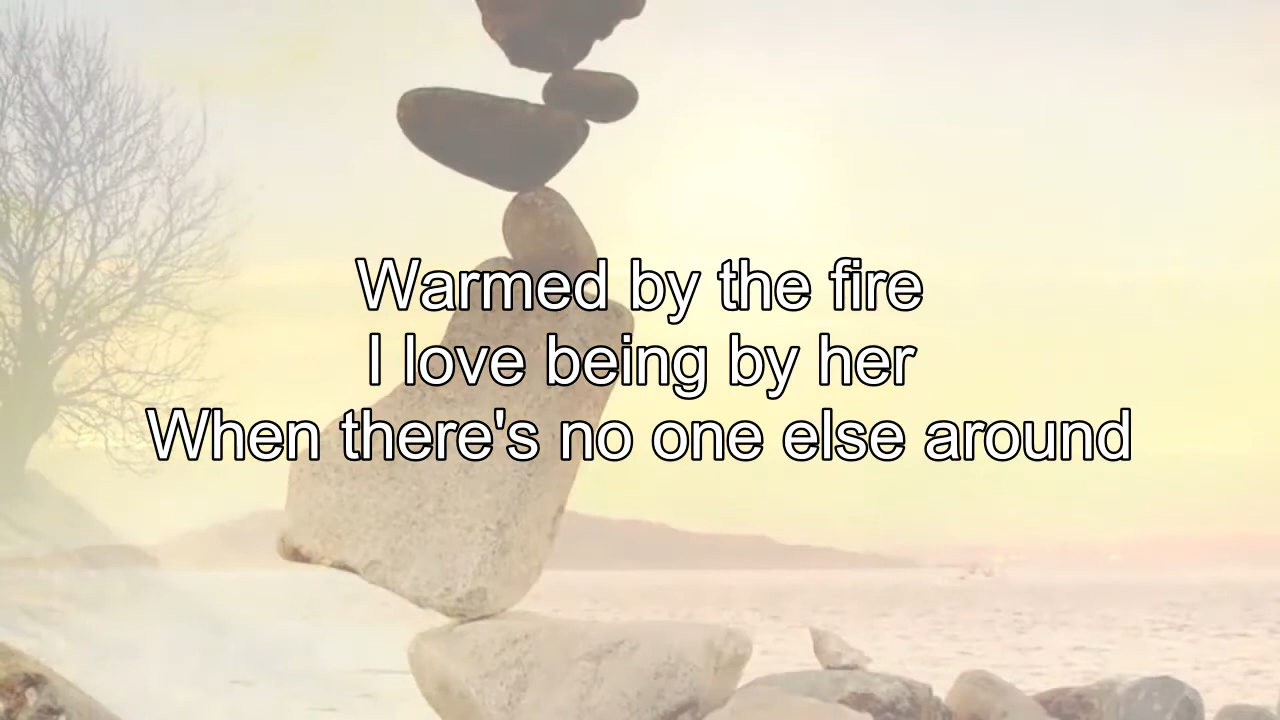 Warmed by the fire
I love being by her
When there's no one else around